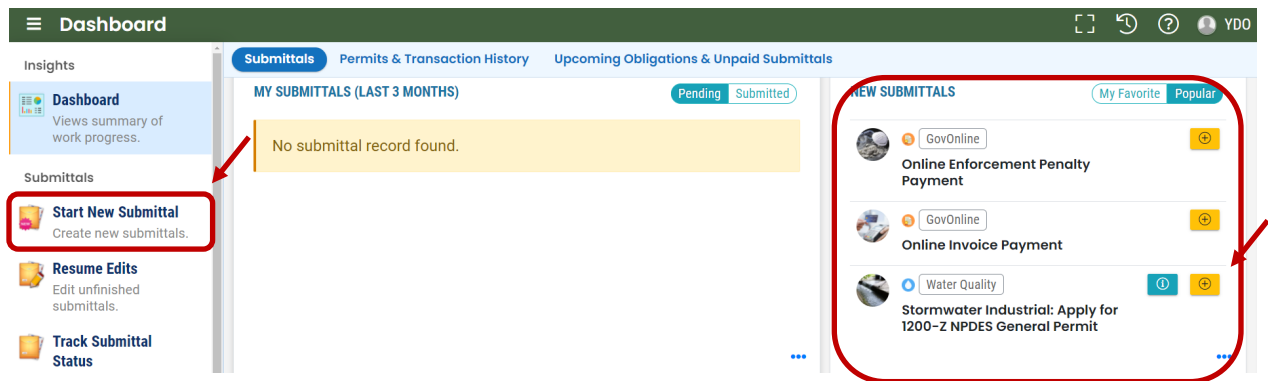 Dashboard
YDO
Insights
Dashboard
Views summary of
work progress.
Submittals
Start New Submittal
Create new submittals.
Resume Edits
Edit unfinished
submittals.
Track Submittal
Status
Submittals Permits & Transaction History Upcoming Obligations & Unpaid Submittals
MY SUBMITTALS (LAST 3 MONTHS)
Pending Submitted
No submittal record found.
NEW SUBMITTALS
My Favorite Popular
GovOnline
Online Enforcement Penalty
Payment
GovOnline
Online Invoice Payment
Water Quality
Stormwater Industrial: Apply for
1200-Z NPDES General Permit